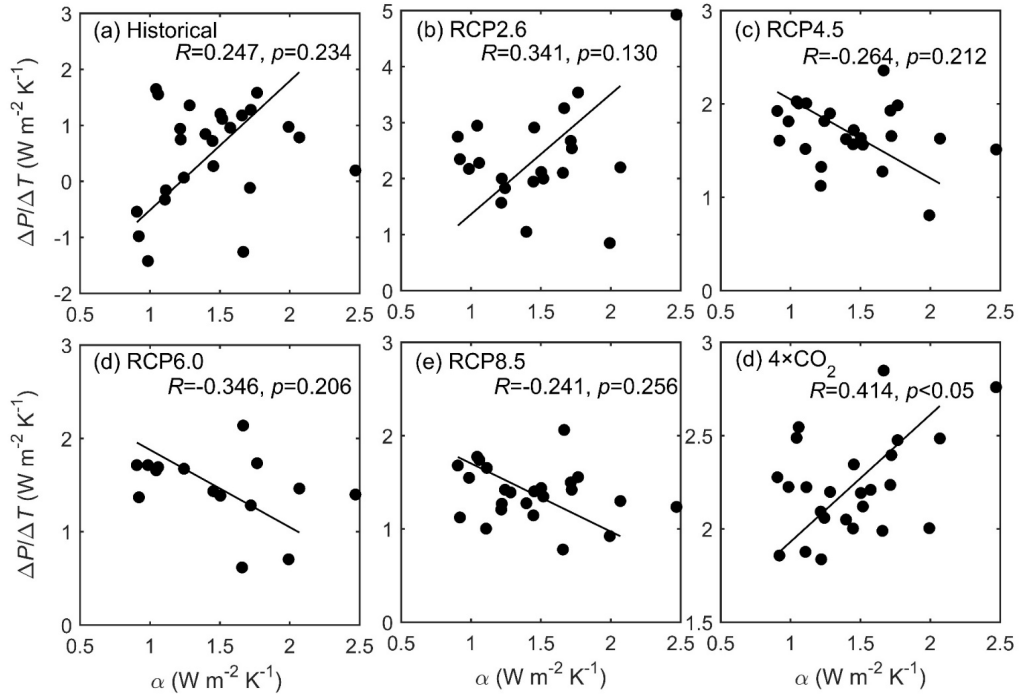 (a) Historical
R=0.247, p=0.234
3
2
1
0
-1
-2
0.5 1 1.5 2 2.5
ΔP/ΔT (W m⁻² K⁻¹)
(b) RCP2.6
R=0.341, p=0.130
5
4
3
2
1
0
0.5 1 1.5 2 2.5
(c) RCP4.5
R=-0.264, p=0.212
3
2
1
0
0.5 1 1.5 2 2.5
(d) RCP6.0
R=-0.346, p=0.206
3
2
1
0
0.5 1 1.5 2 2.5
ΔP/ΔT (W m⁻² K⁻¹)
α (W m⁻² K⁻¹)
(e) RCP8.5
R=-0.241, p=0.256
3
2
1
0
0.5 1 1.5 2 2.5
α (W m⁻² K⁻¹)
(d) 4×CO₂
R=0.414, p<0.05
3
2.5
2
1.5
0.5 1 1.5 2 2.5
α (W m⁻² K⁻¹)